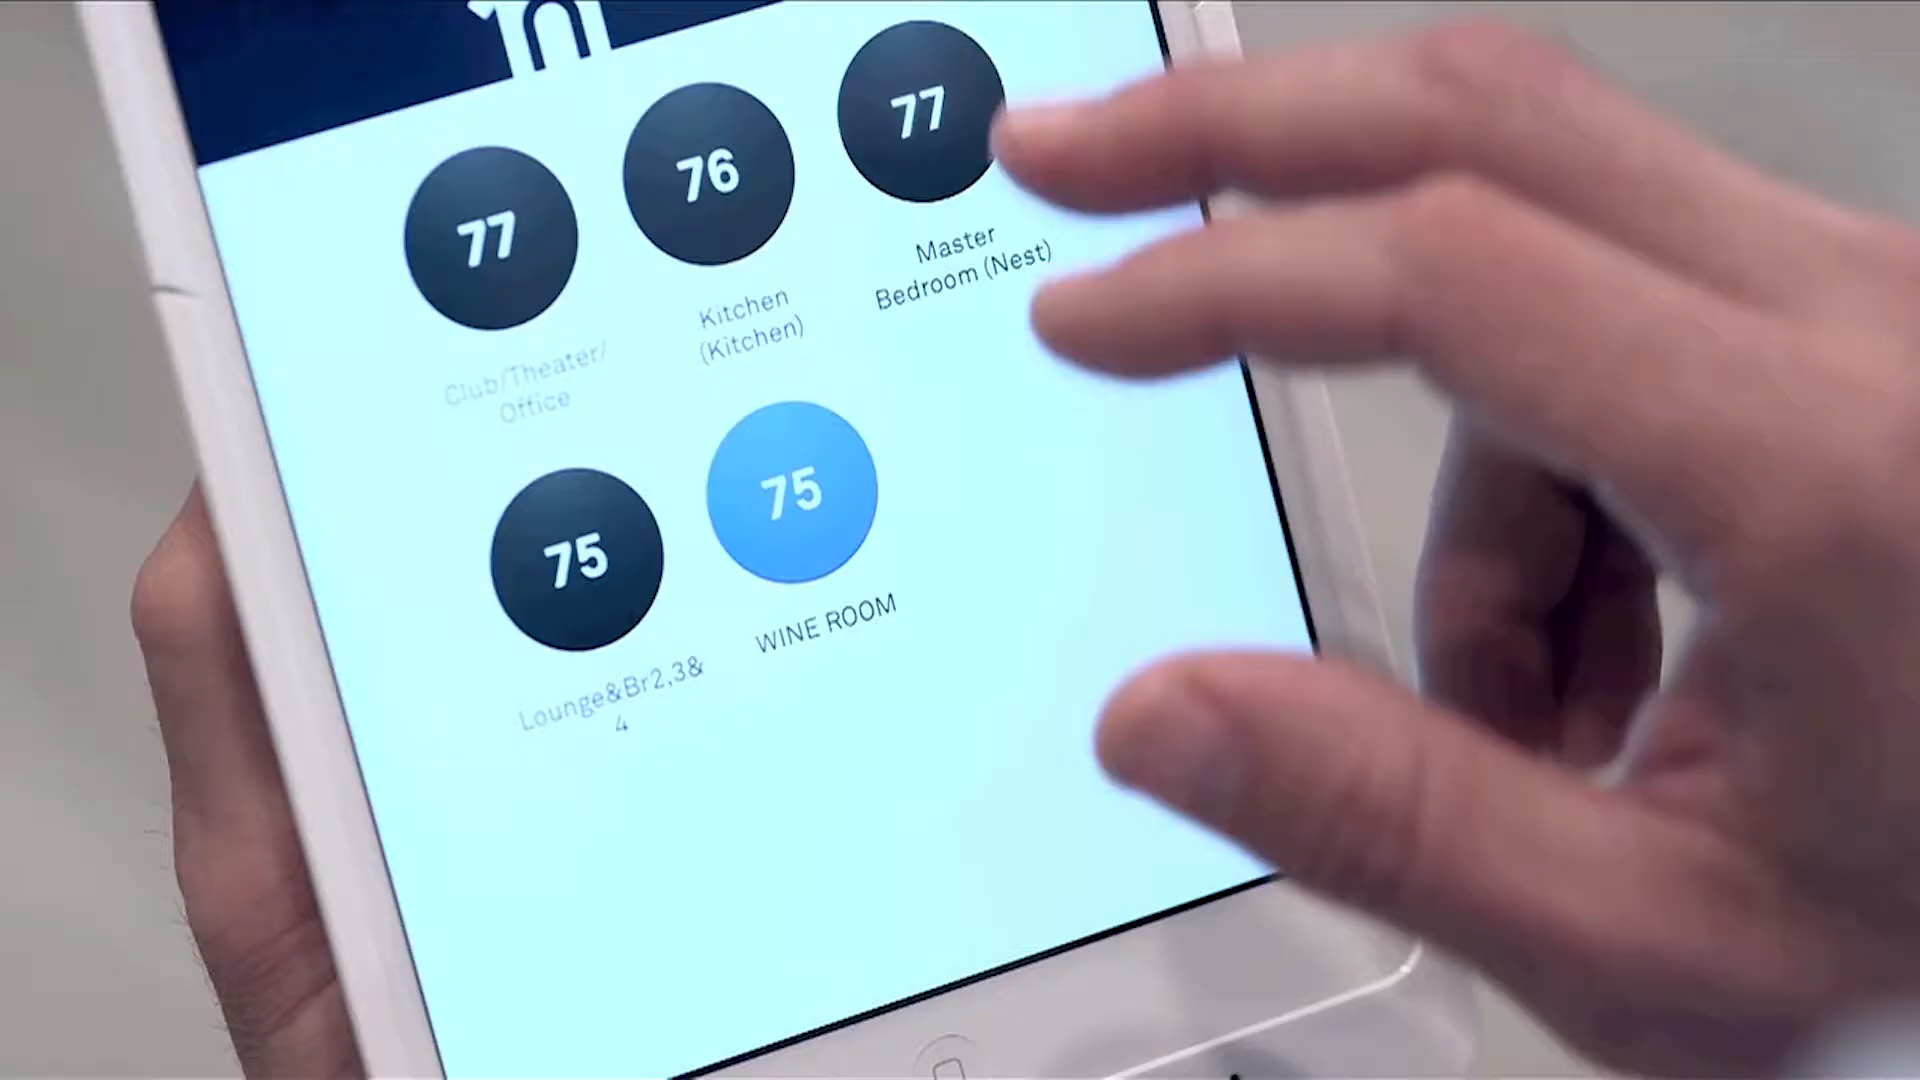 77
76
77
Club/Theater/
Office
Kitchen
(Kitchen)
Master
Bedroom (Nest)
75
75
Lounge&Br2,3&
4
WINE ROOM